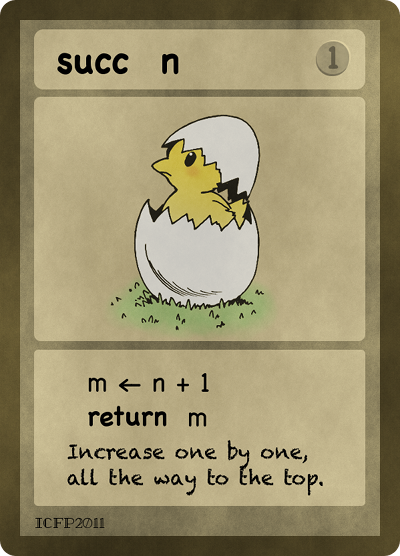 succ n 1
m ← n + 1
return m
Increase one by one,
all the way to the top.
ICFP2011